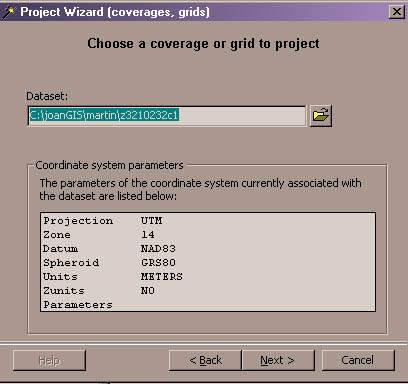 Project Wizard (coverages, grids)
Choose a coverage or grid to project
Dataset:
C:\joanGIS\martin\z3210232c1
Coordinate system parameters
The parameters of the coordinate system currently associated with
the dataset are listed below:
Projection UTM
Zone 14
Datum NAD83
Spheroid GRS80
Units METERS
Zunits NO
Parameters
Help < Back Next > Cancel